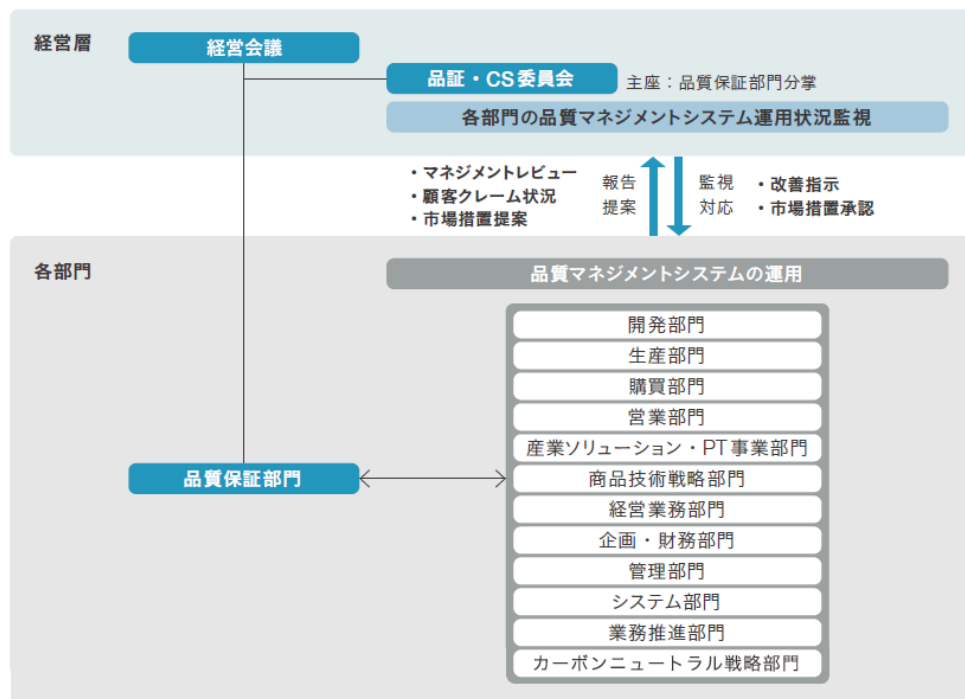 経営層
経営会議
品証・CS委員会
主座：品質保証部門分掌
各部門の品質マネジメントシステム運用状況監視
・マネジメントレビュー
・顧客クレーム状況
・市場措置提案
報告
提案
監視
対応
・改善指示
・市場措置承認
各部門
品質マネジメントシステムの運用
開発部門
生産部門
購買部門
営業部門
産業ソリューション・PT事業部門
商品技術戦略部門
経営業務部門
企画・財務部門
管理部門
システム部門
業務推進部門
カーボンニュートラル戦略部門
品質保証部門